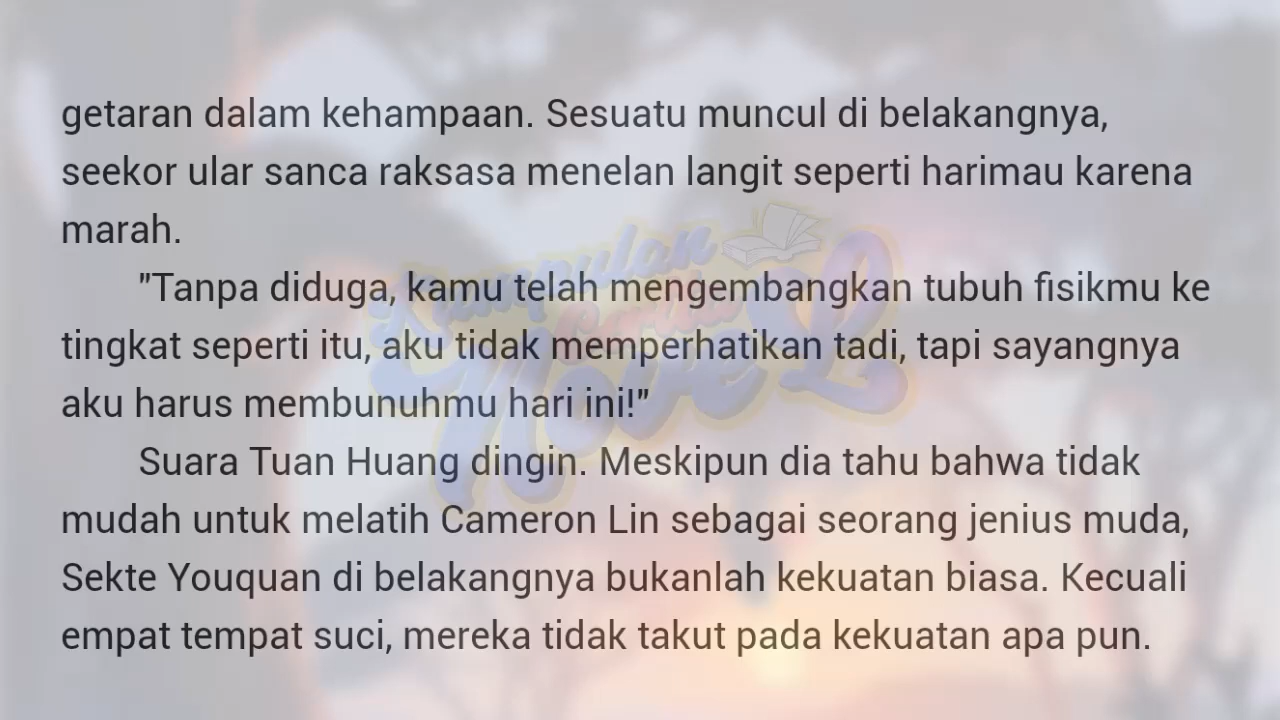 getaran dalam kehampaan. Sesuatu muncul di belakangnya,
seekor ular sanca raksasa menelan langit seperti harimau karena
marah.
"Tanpa diduga, kamu telah mengembangkan tubuh fisikmu ke
tingkat seperti itu, aku tidak memperhatikan tadi, tapi sayangnya
aku harus membunuhmu hari ini!"
Suara Tuan Huang dingin. Meskipun dia tahu bahwa tidak
mudah untuk melatih Cameron Lin sebagai seorang jenius muda,
Sekte Youquan di belakangnya bukanlah kekuatan biasa. Kecuali
empat tempat suci, mereka tidak takut pada kekuatan apa pun.
Kumpulan
NoveL